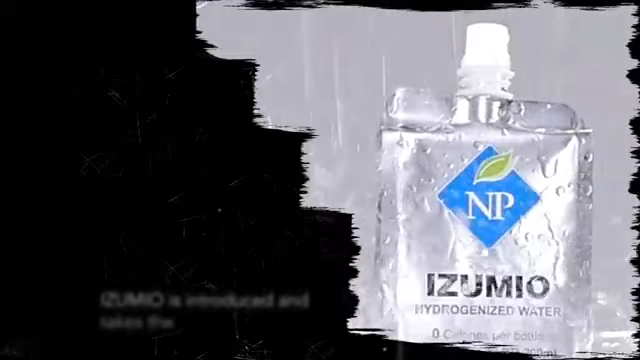 NP
IZUMIO
HYDROGENIZED WATER
0 Calories per bottle
IZUMIO is introduced and
takes the